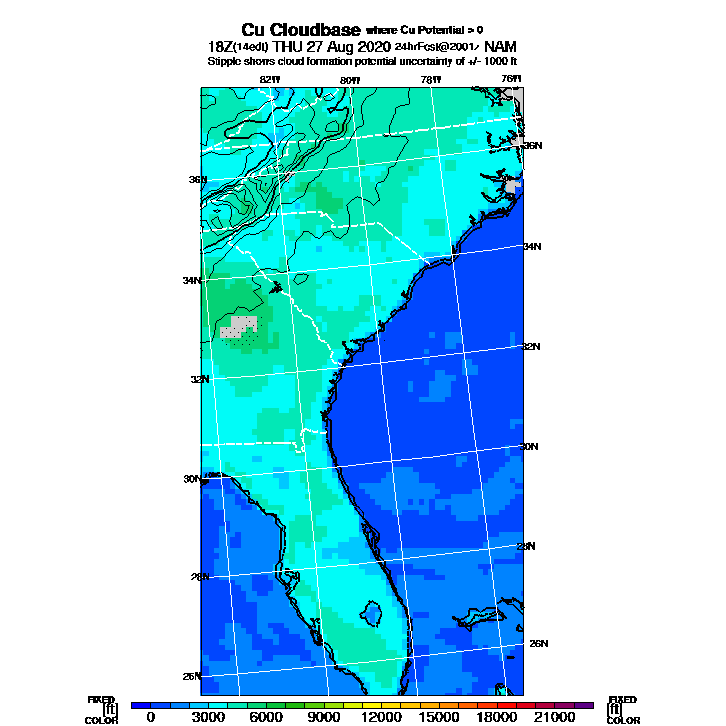 Cu Cloudbase where Cu Potential > 0
18Z(14edt) THU 27 Aug 2020 24hrFcst@2001z NAM
Stipple shows cloud formation potential uncertainty of +/- 1000 ft
82W 80W 78W 76W
36N
36N
34N
34N
32N
32N
30N
30N
28N
28N
26N
26N
FIXED FIXED
[ft] [ft]
COLOR COLOR
0 3000 6000 9000 12000 15000 18000 21000